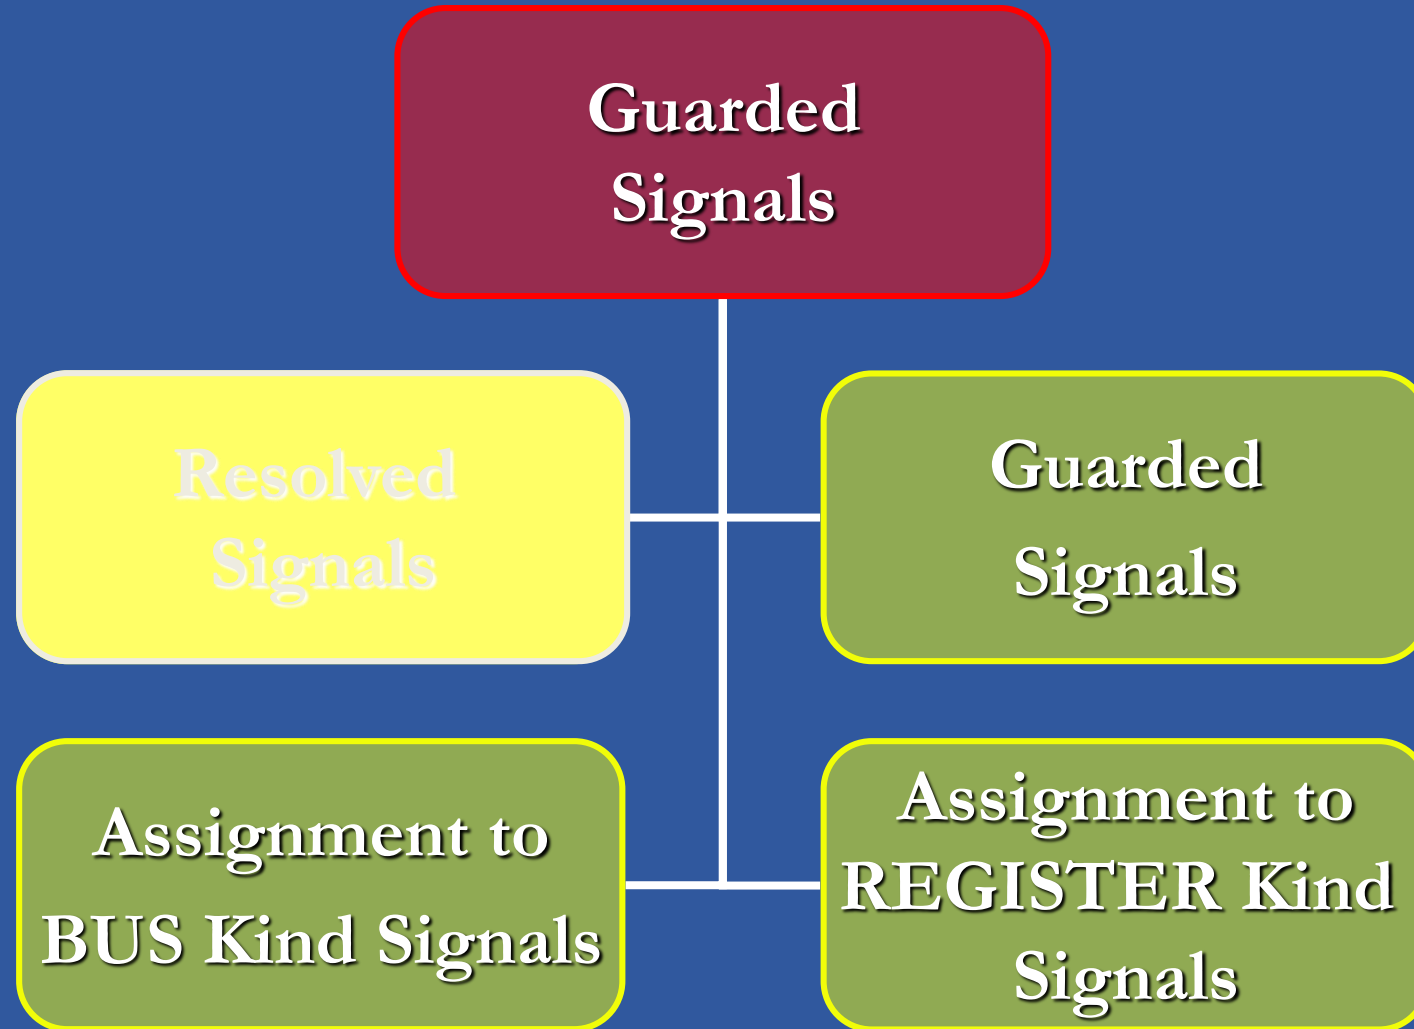 Guarded
Signals
Resolved
Signals
Guarded
Signals
Assignment to
BUS Kind Signals
Assignment to
REGISTER Kind
Signals